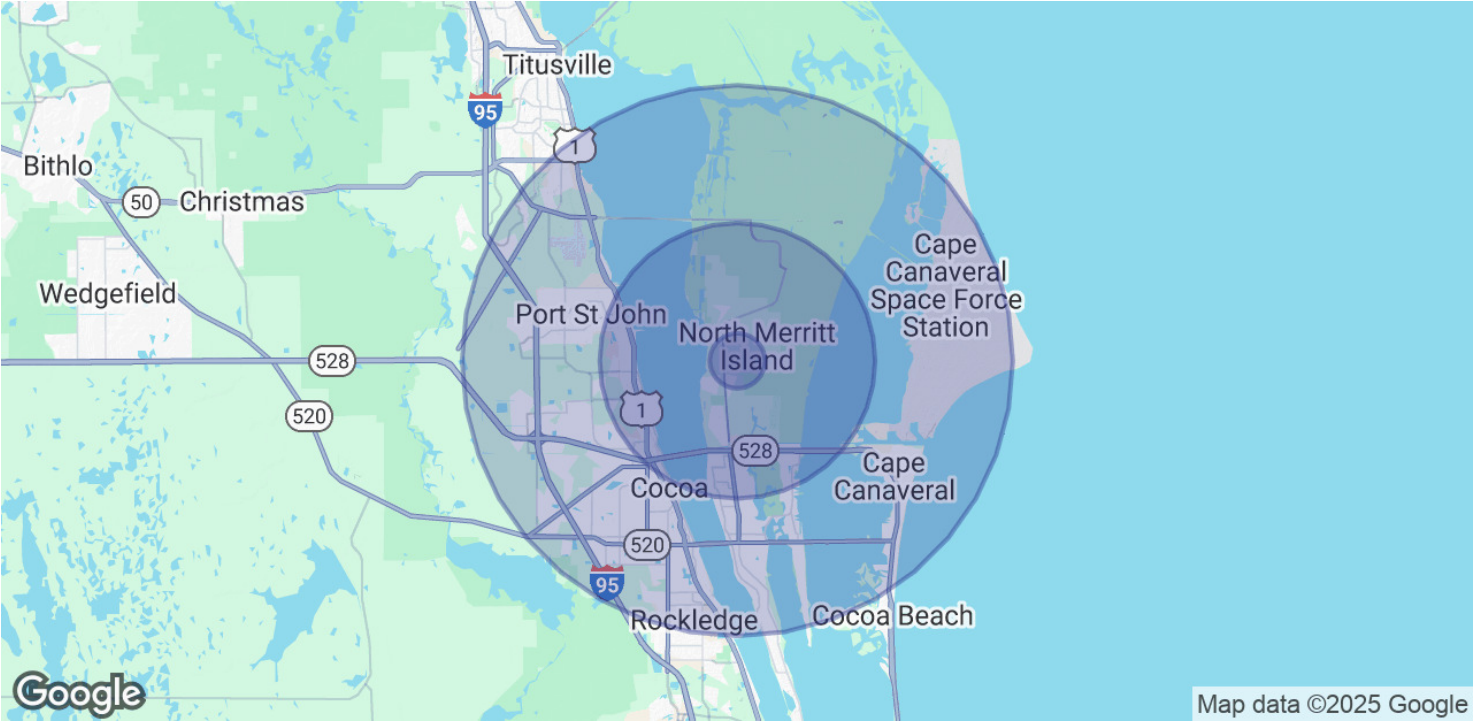 Titusville
95
1
Bithlo
50
Christmas
Cape
Canaveral
Space Force
Station
Wedgefield
Port St John
North Merritt
Island
528
520
1
528
Cape
Canaveral
Cocoa
520
95
Rockledge
Cocoa Beach
Google
Map data ©2025 Google